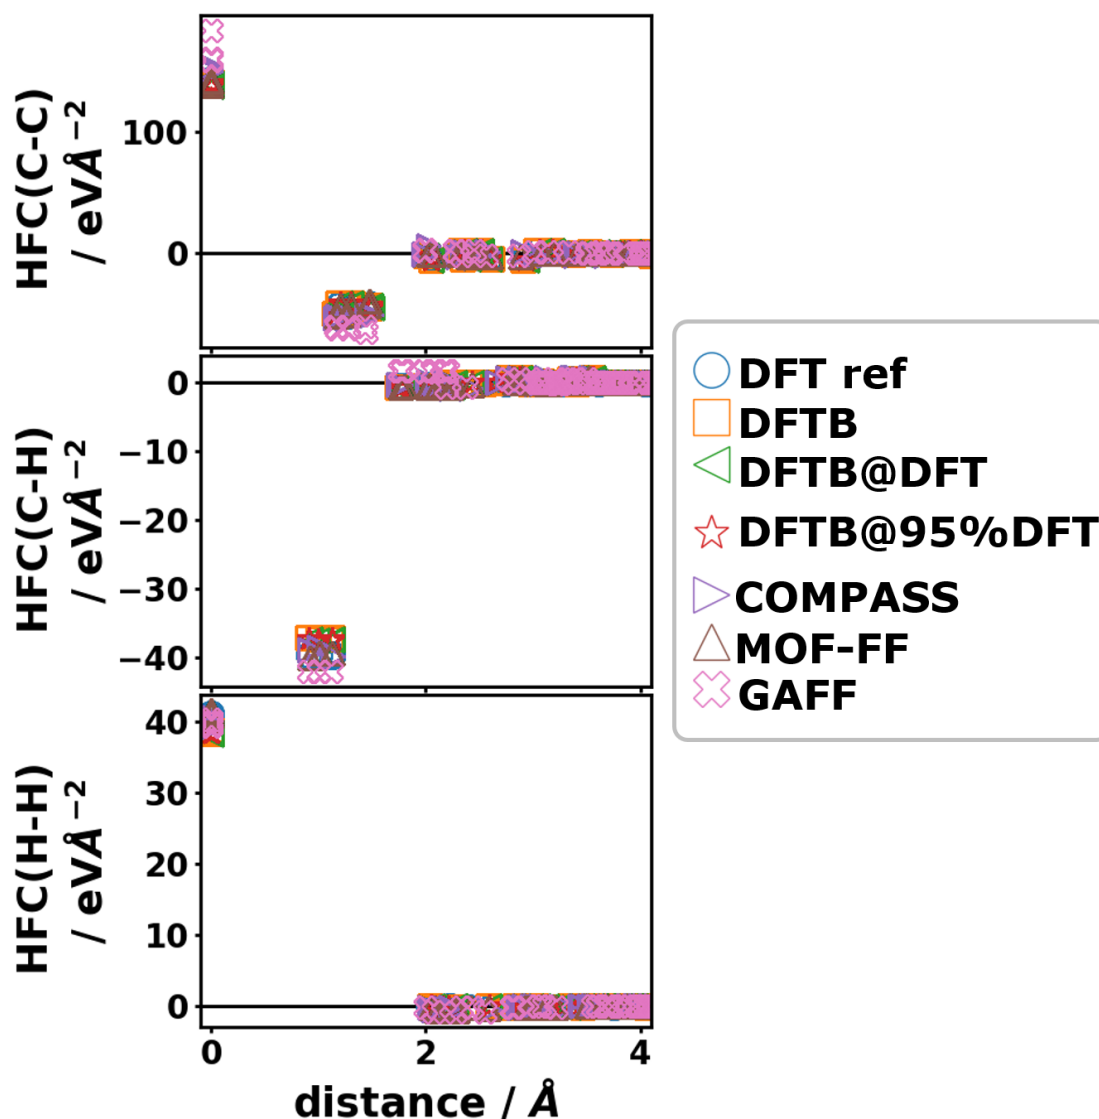 HFC(C-C)
/ eVÅ⁻²
100
0
HFC(C-H)
/ eVÅ⁻²
0
−10
−20
−30
−40
HFC(H-H)
/ eVÅ⁻²
40
30
20
10
0
0 2 4
distance / Å
DFT ref
DFTB
DFTB@DFT
DFTB@95%DFT
COMPASS
MOF-FF
GAFF